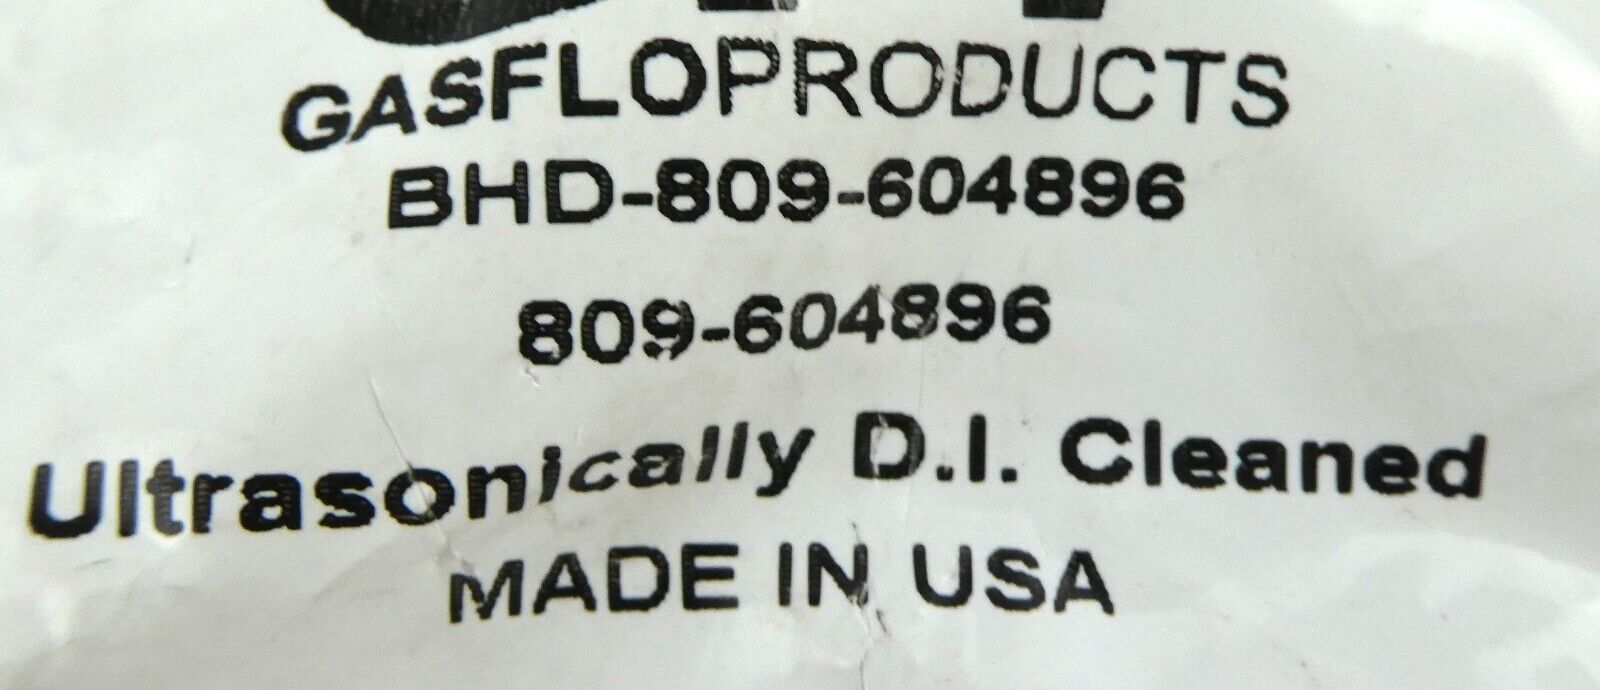 GASFLOPRODUCTS
BHD-809-604896
809-604896
Ultrasonically D.I. Cleaned
MADE IN USA